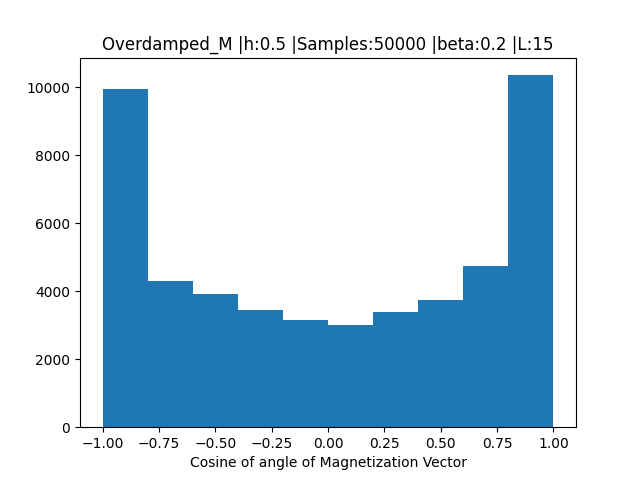 Overdamped_M |h:0.5 |Samples:50000 |beta:0.2 |L:15
10000
8000
6000
4000
2000
0
−1.00 −0.75 −0.50 −0.25 0.00 0.25 0.50 0.75 1.00
Cosine of angle of Magnetization Vector